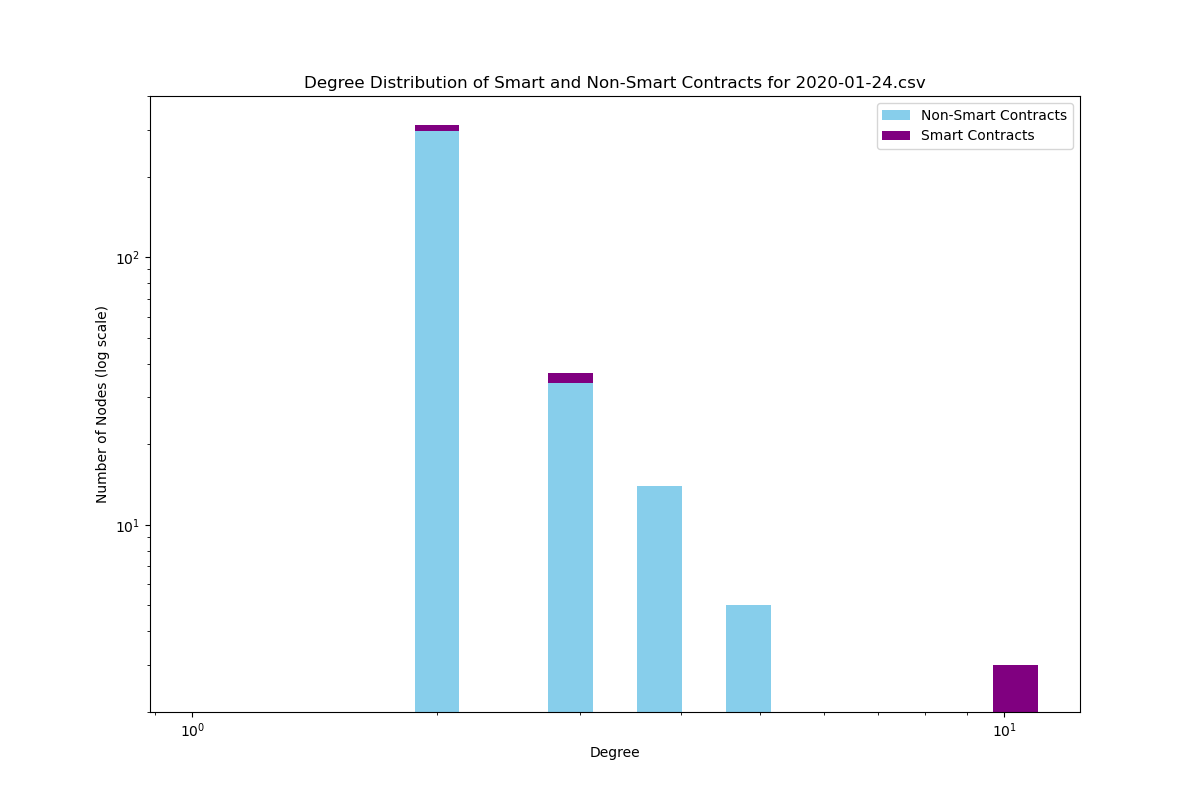 Degree Distribution of Smart and Non-Smart Contracts for 2020-01-24.csv
Non-Smart Contracts
Smart Contracts
Number of Nodes (log scale)
10²
10¹
10⁰
10¹
Degree